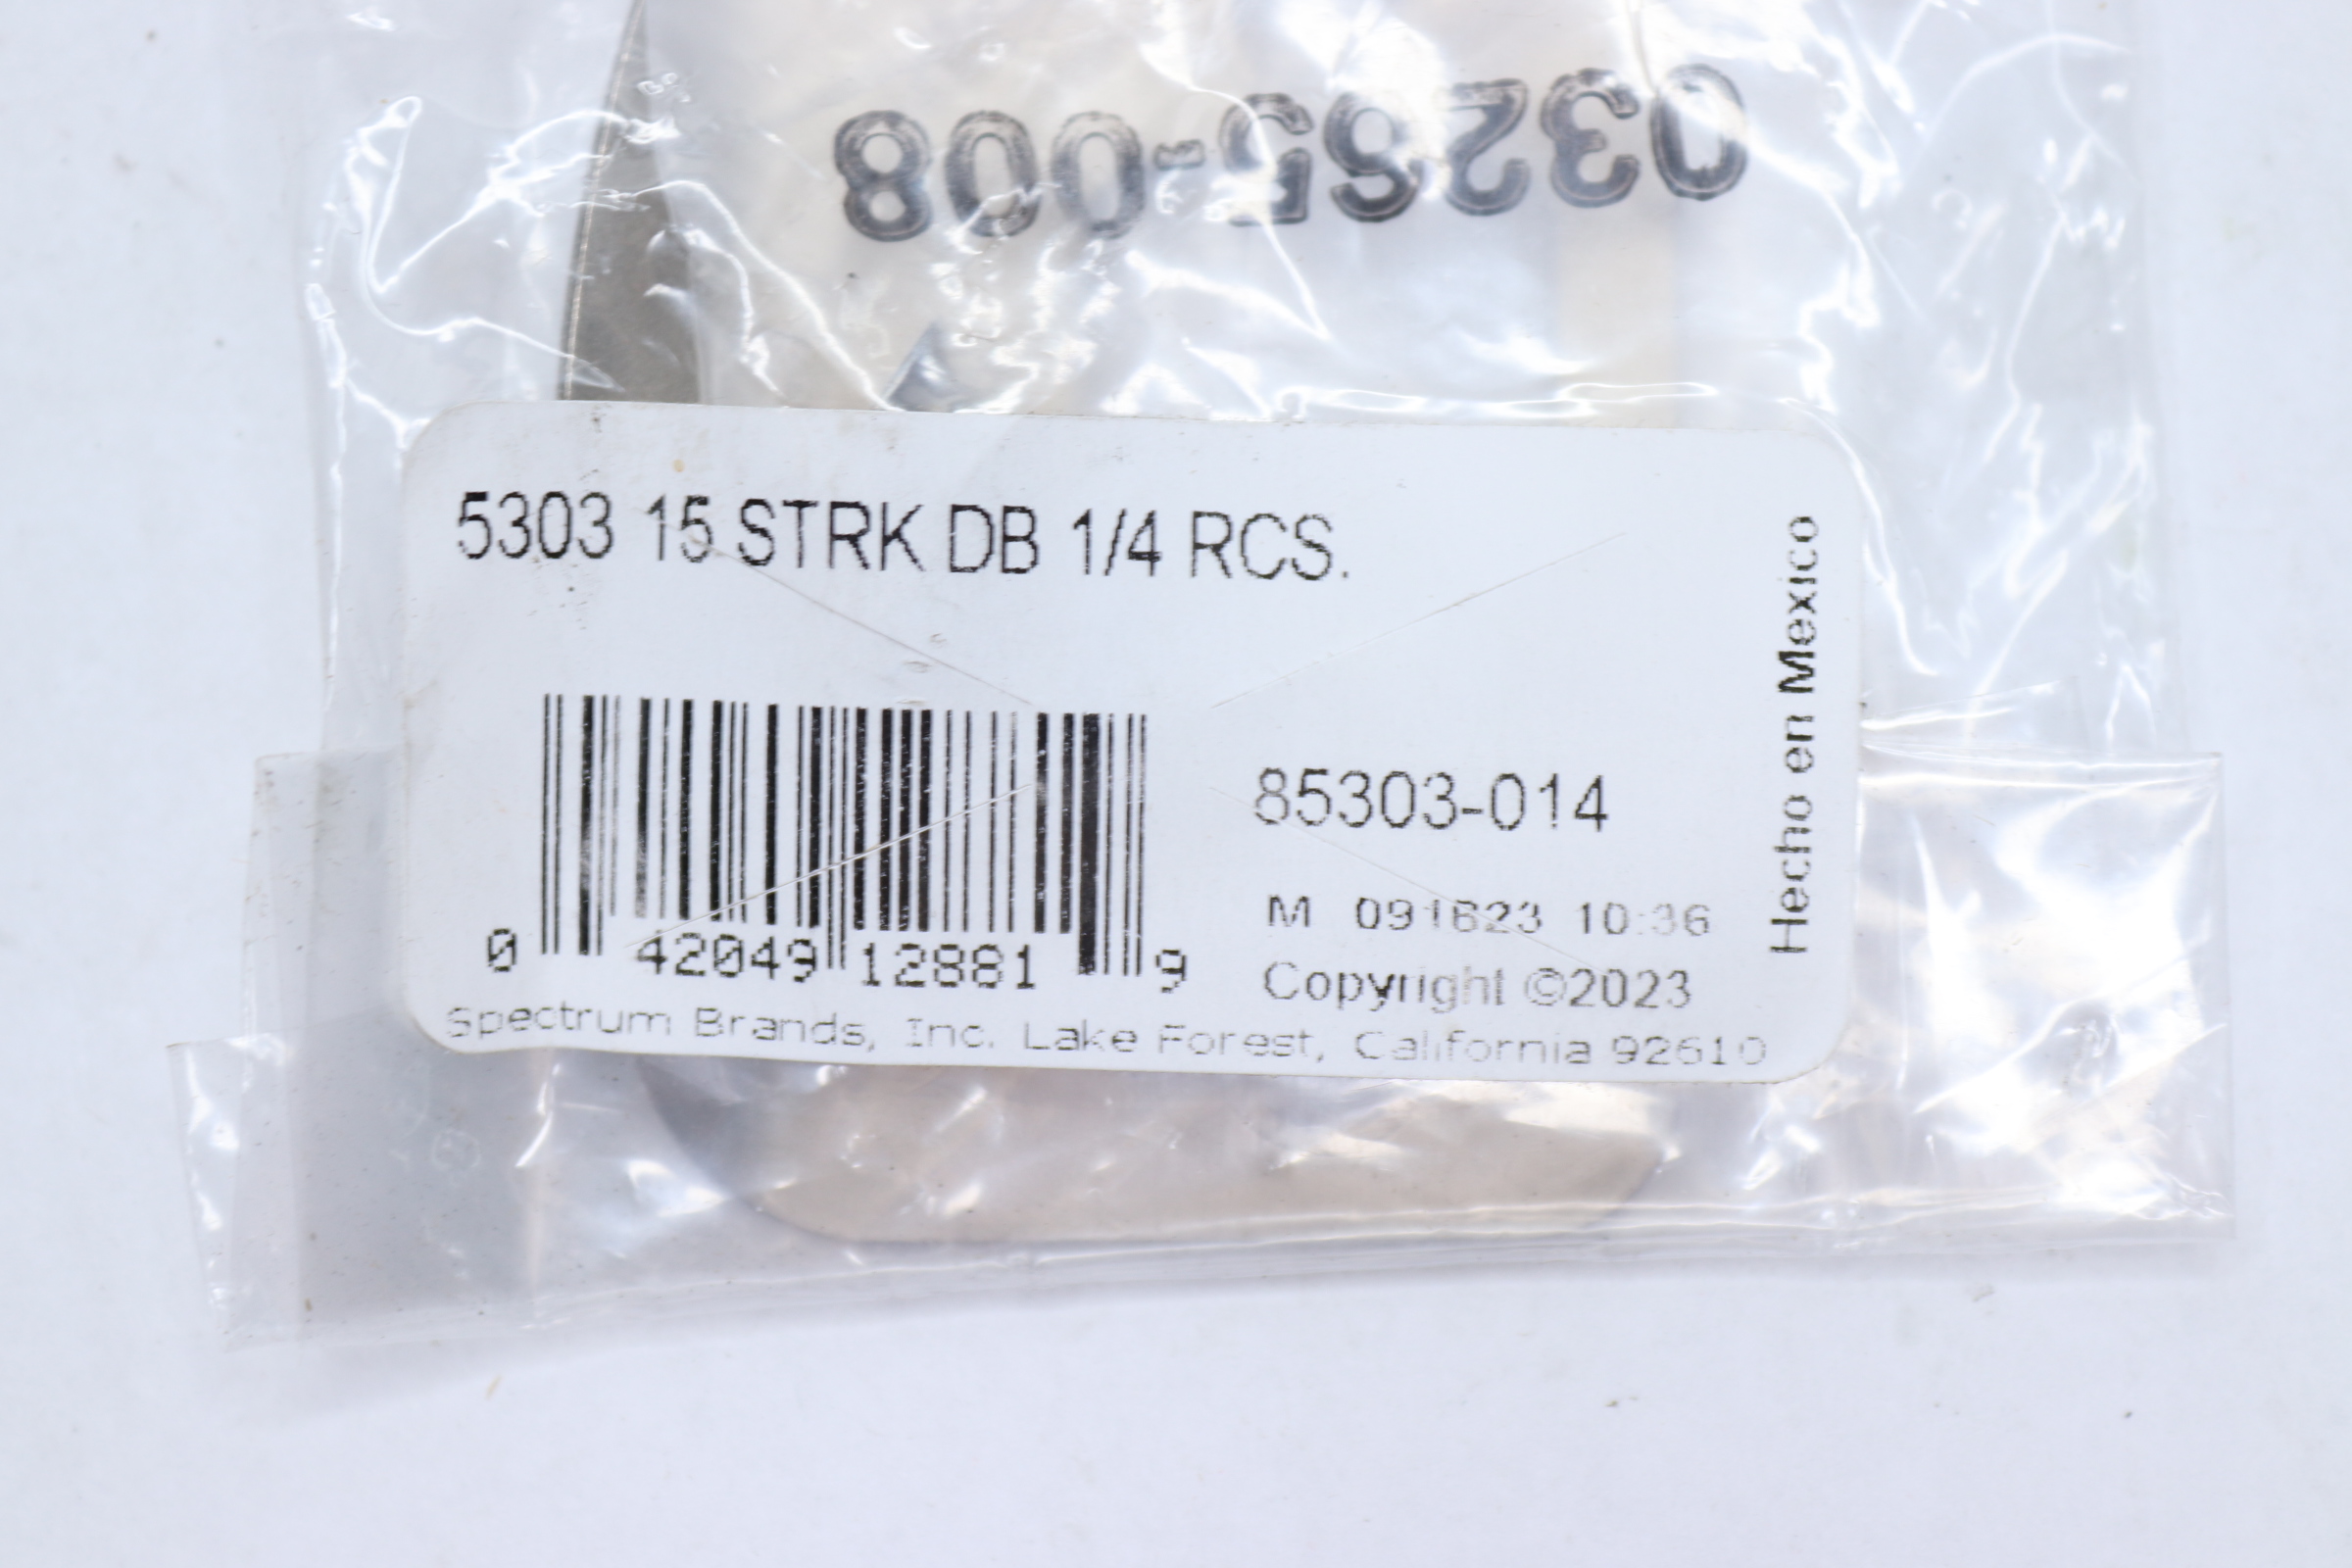 03265-008
5303 15 STRK DB 1/4 RCS.
Hecho en Mexico
85303-014
0 42049 12881 9
M 091623 10:36
Copyright ©2023
Spectrum Brands, Inc. Lake Forest, California 92610